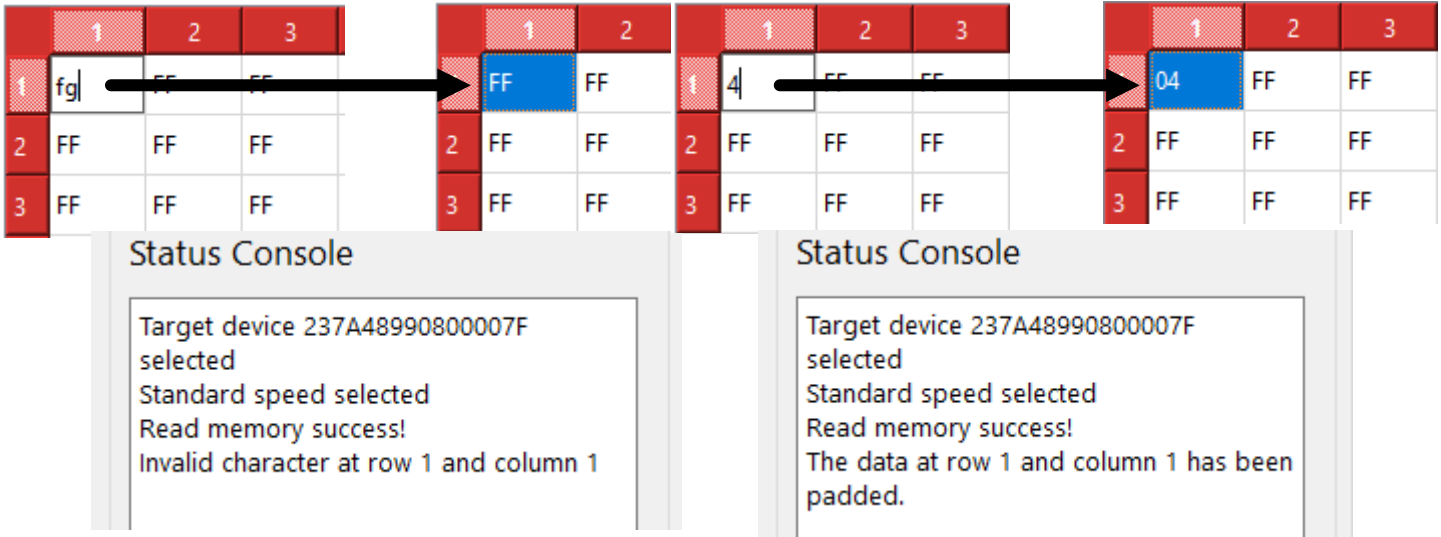 1 2 3
1 fg FF FF
2 FF FF FF
3 FF FF FF
1 2
FF FF
2 FF FF
3 FF FF
1 2 3
1 4 FF FF
2 FF FF FF
3 FF FF FF
1 2 3
04 FF FF
2 FF FF FF
3 FF FF FF
Status Console
Target device 237A48990800007F
selected
Standard speed selected
Read memory success!
Invalid character at row 1 and column 1
Status Console
Target device 237A48990800007F
selected
Standard speed selected
Read memory success!
The data at row 1 and column 1 has been
padded.